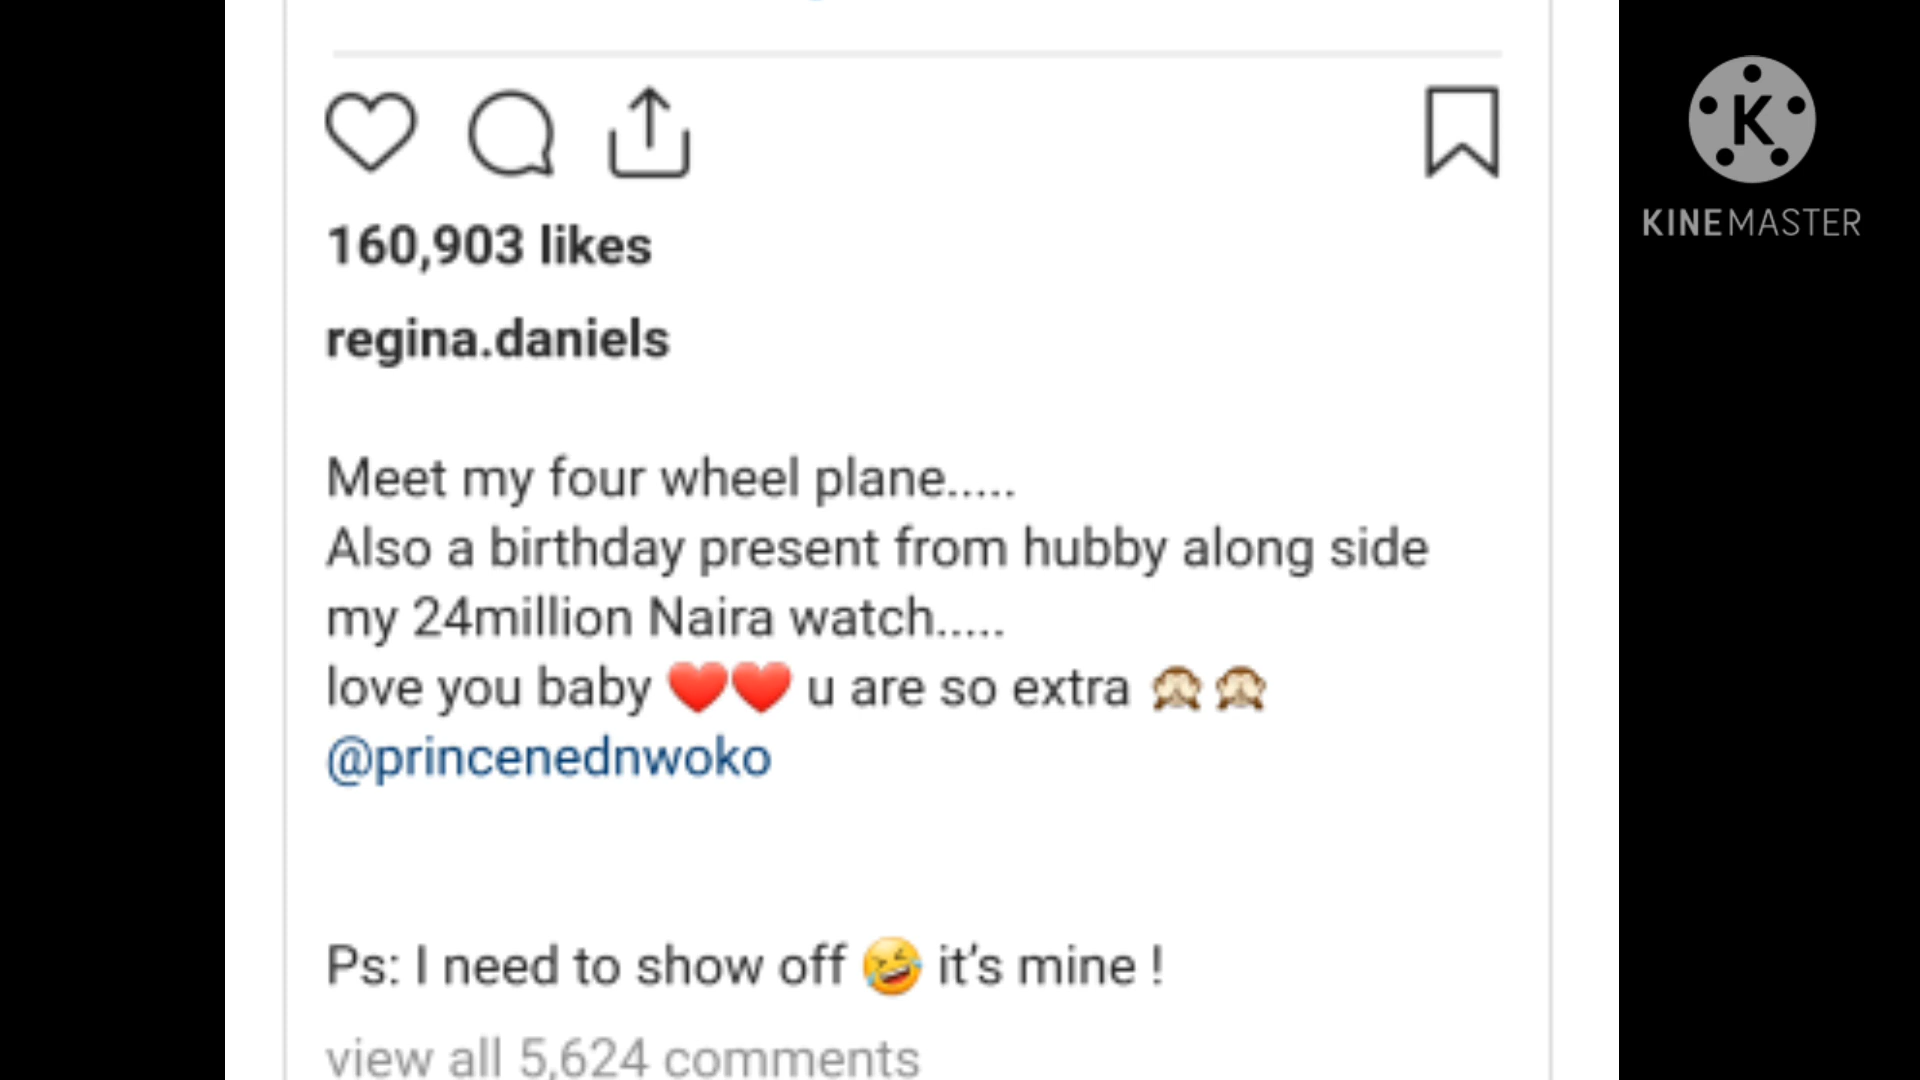 160,903 likes
regina.daniels
Meet my four wheel plane.....
Also a birthday present from hubby along side
my 24million Naira watch.....
love you baby ❤️❤️ u are so extra 🙈🙈
@princenednwoko
Ps: I need to show off 🤣 it's mine !
view all 5,624 comments
K
KINEMASTER